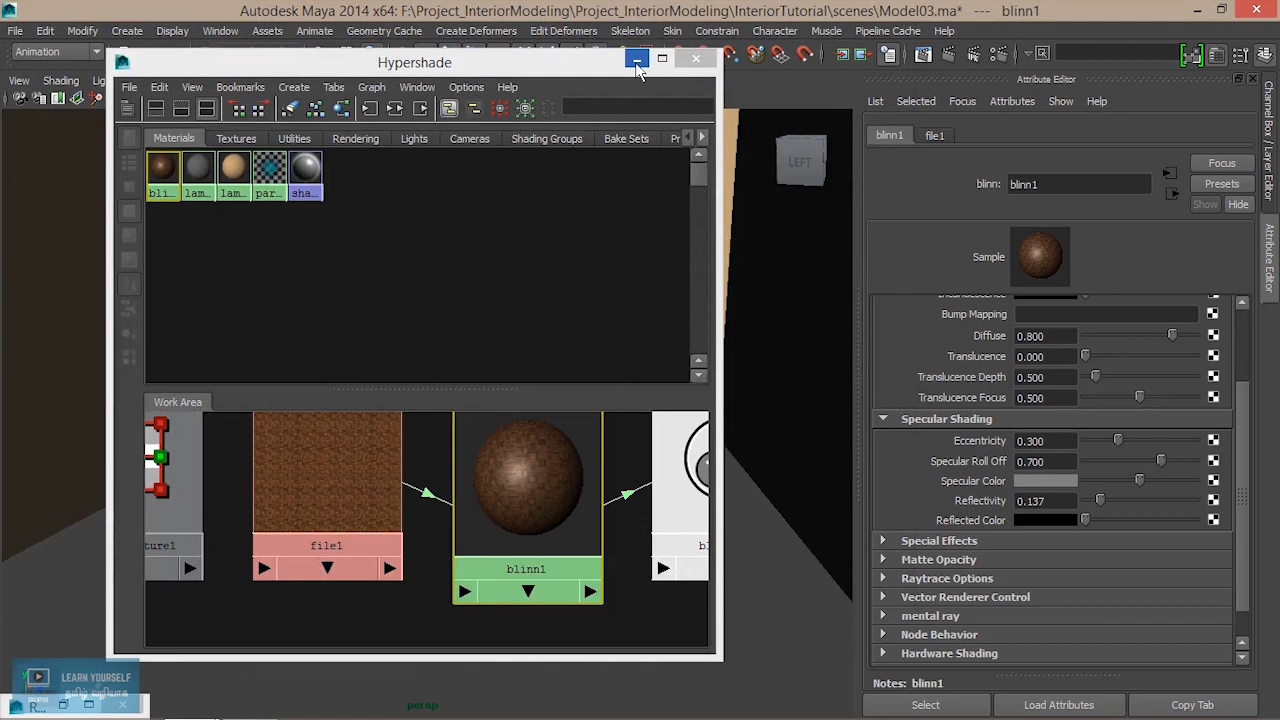 Autodesk Maya 2014 x64: F:\Project_InteriorModeling\Project_InteriorModeling\InteriorTutorial\scenes\Model03.ma* --- blinn1
File Edit Modify Create Display Window Assets Animate Geometry Cache Create Deformers Edit Deformers Skeleton Skin Constrain Character Muscle Pipeline Cache Help
Animation
View Shading
Hypershade
File Edit View Bookmarks Create Tabs Graph Window Options Help
Materials Textures Utilities Rendering Lights Cameras Shading Groups Bake Sets Pr
bli... lam... lam... par... sha...
Work Area
ture1 file1 blinn1 bl
LEFT
persp
Attribute Editor
List Selected Focus Attributes Show Help
blinn1 file1
Focus
blinn: blinn1
Presets
Show Hide
Sample
Bump Mapping
Diffuse 0.800
Translucence 0.000
Translucence Depth 0.500
Translucence Focus 0.500
Specular Shading
Eccentricity 0.300
Specular Roll Off 0.700
Specular Color
Reflectivity 0.137
Reflected Color
Special Effects
Matte Opacity
Raytrace Options
Vector Renderer Control
mental ray
Node Behavior
Hardware Shading
Notes: blinn1
Select Load Attributes Copy Tab
Channel Box / Layer Editor
Attribute Editor
LEARN YOURSELF
தமிழ் வழியாக
CREATIVE
R...